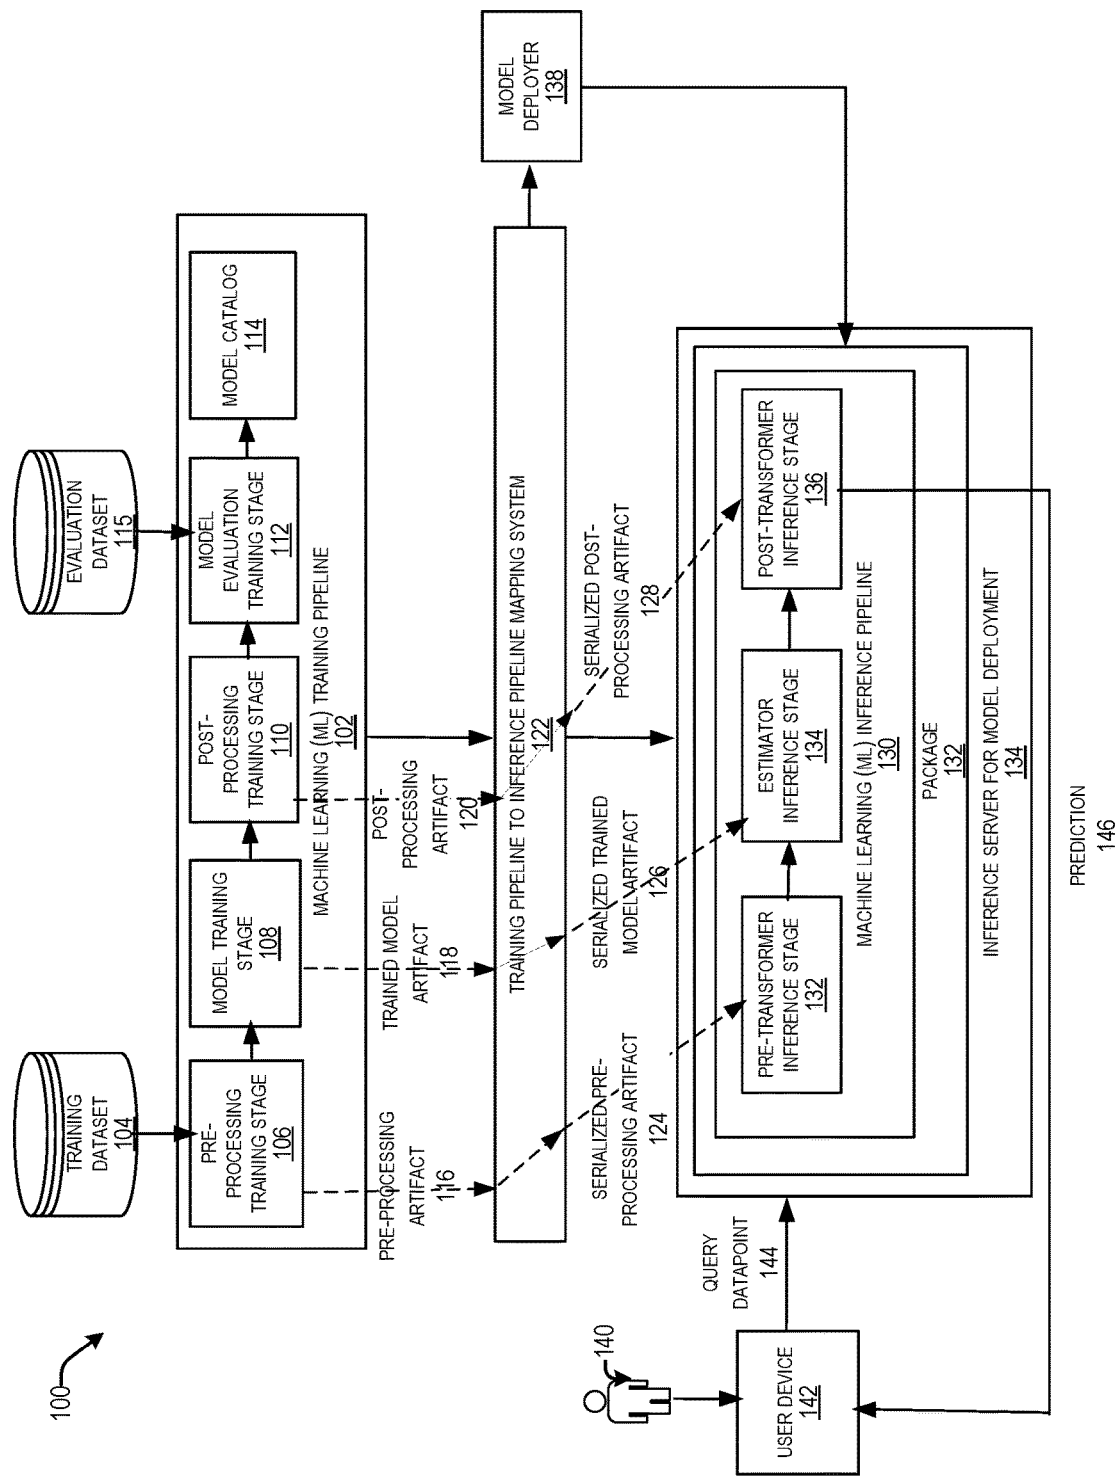 100
TRAINING
DATASET
104
EVALUATION
DATASET
115
PRE-
PROCESSING
TRAINING STAGE
106
MODEL TRAINING
STAGE
108
POST-
PROCESSING
TRAINING STAGE
110
MODEL
EVALUATION
TRAINING STAGE
112
MODEL CATALOG
114
MACHINE LEARNING (ML) TRAINING PIPELINE
102
PRE-PROCESSING
ARTIFACT
116
TRAINED MODEL
ARTIFACT
118
POST-
PROCESSING
ARTIFACT
120
TRAINING PIPELINE TO INFERENCE PIPELINE MAPPING SYSTEM
122
MODEL
DEPLOYER
138
SERIALIZED PRE-
PROCESSING ARTIFACT
124
SERIALIZED TRAINED
MODEL ARTIFACT
126
SERIALIZED POST-
PROCESSING ARTIFACT
128
PRE-TRANSFORMER
INFERENCE STAGE
132
ESTIMATOR
INFERENCE STAGE
134
POST-TRANSFORMER
INFERENCE STAGE
136
MACHINE LEARNING (ML) INFERENCE PIPELINE
130
PACKAGE
132
INFERENCE SERVER FOR MODEL DEPLOYMENT
134
140
USER DEVICE
142
QUERY
DATAPOINT
144
PREDICTION
146